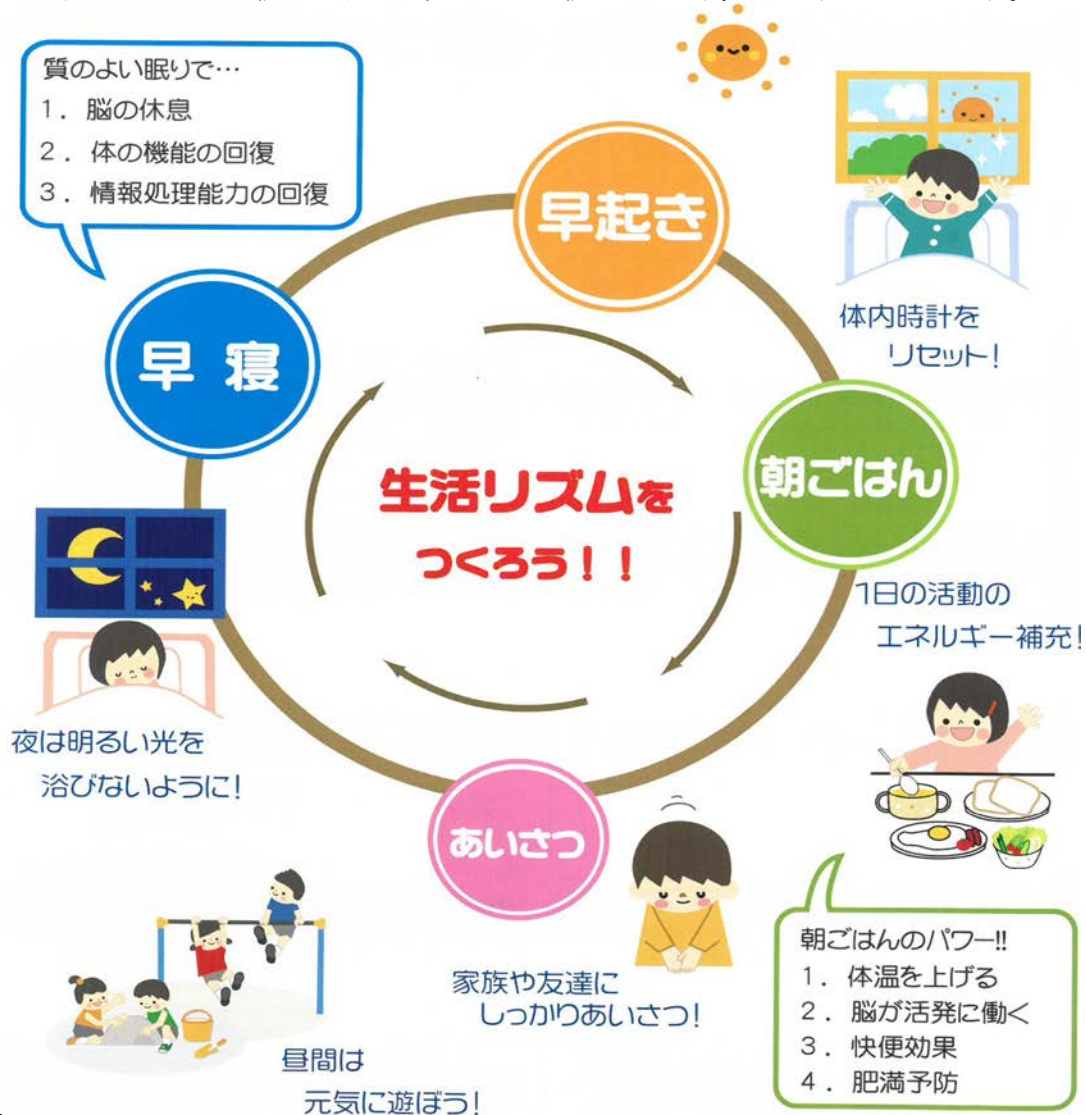 質のよい眠りで…
1．脳の休息
2．体の機能の回復
3．情報処理能力の回復
早起き
体内時計を
リセット！
早 寝
朝ごはん
生活リズムを
つくろう！！
1日の活動の
エネルギー補充！
夜は明るい光を
浴びないように！
あいさつ
家族や友達に
しっかりあいさつ！
朝ごはんのパワー!!
1．体温を上げる
2．脳が活発に働く
3．快便効果
4．肥満予防
昼間は
元気に遊ぼう！